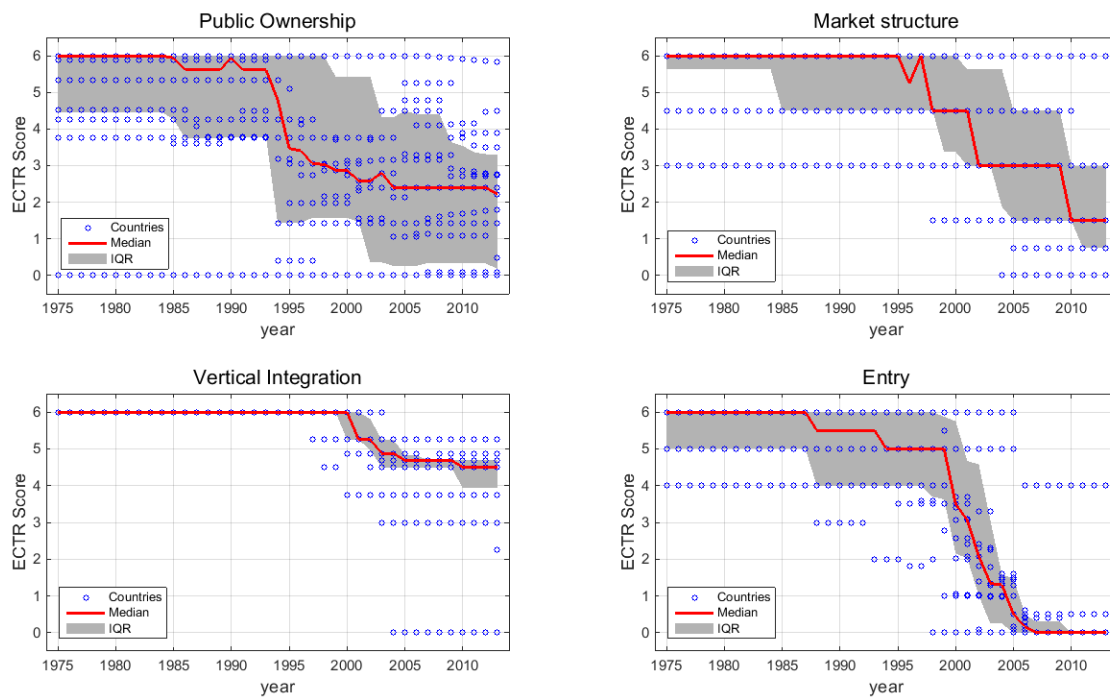 Public Ownership
ECTR Score
6
5
4
3
2
1
0
Countries
Median
IQR
1975 1980 1985 1990 1995 2000 2005 2010
year
Market structure
ECTR Score
6
5
4
3
2
1
0
Countries
Median
IQR
1975 1980 1985 1990 1995 2000 2005 2010
year
Vertical Integration
ECTR Score
6
5
4
3
2
1
0
Countries
Median
IQR
1975 1980 1985 1990 1995 2000 2005 2010
year
Entry
ECTR Score
6
5
4
3
2
1
0
Countries
Median
IQR
1975 1980 1985 1990 1995 2000 2005 2010
year